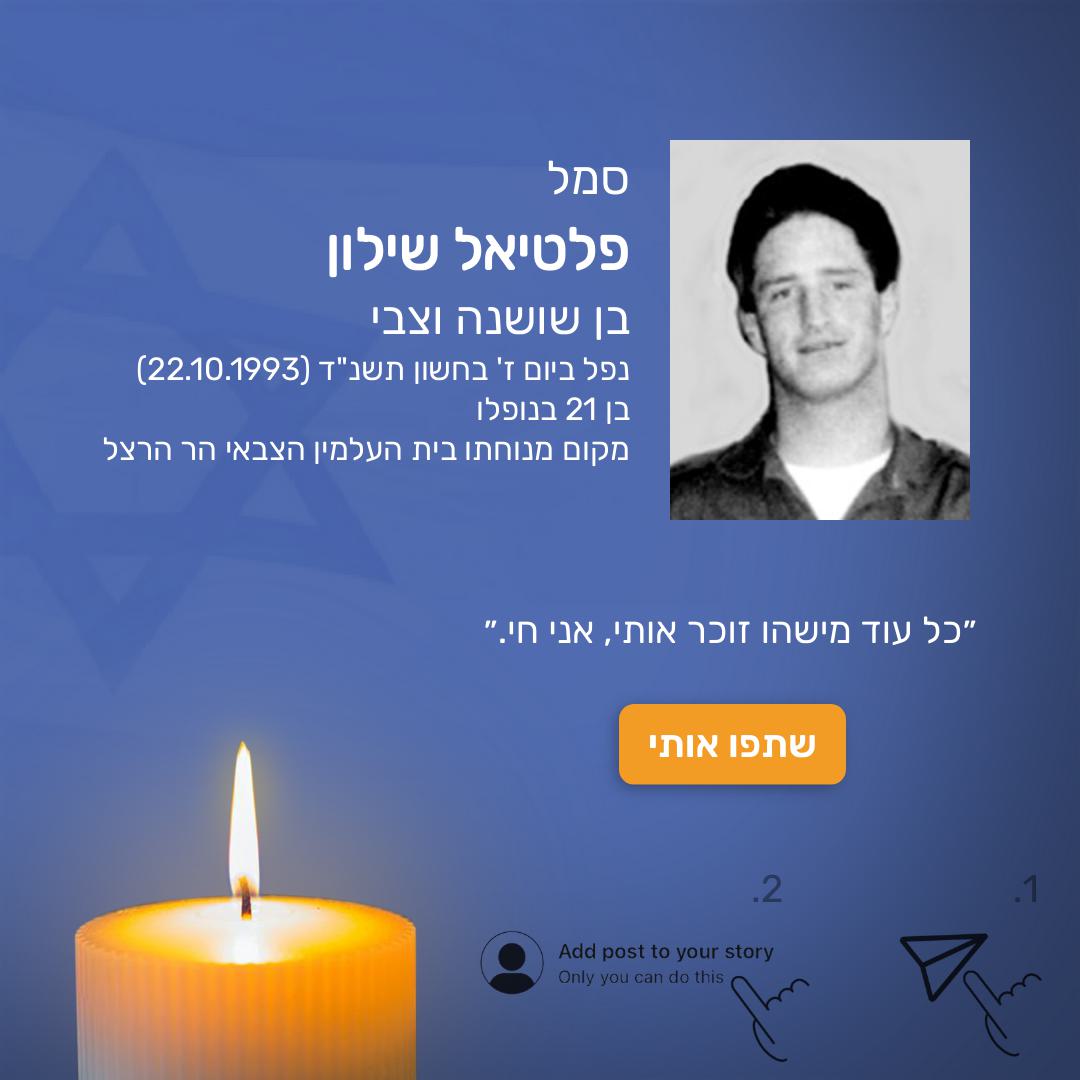 סמל
פלטיאל שילון
בן שושנה וצבי
נפל ביום ז' בחשון תשנ"ד (22.10.1993)
בן 21 בנופלו
מקום מנוחתו בית העלמין הצבאי הר הרצל
״כל עוד מישהו זוכר אותי, אני חי.״
שתפו אותי
1.
2.
Add post to your story
Only you can do this